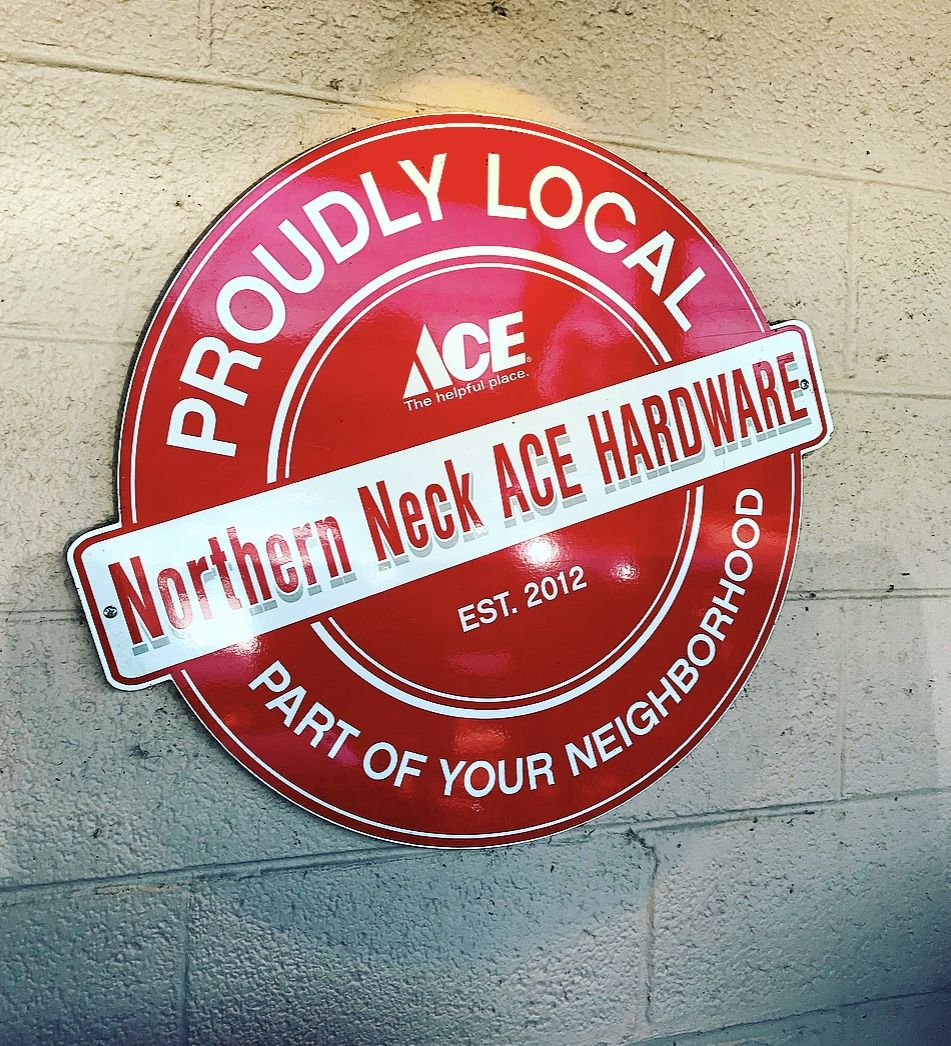 PROUDLY LOCAL
ACE®
The helpful place.
Northern Neck ACE HARDWARE
EST. 2012
PART OF YOUR NEIGHBORHOOD